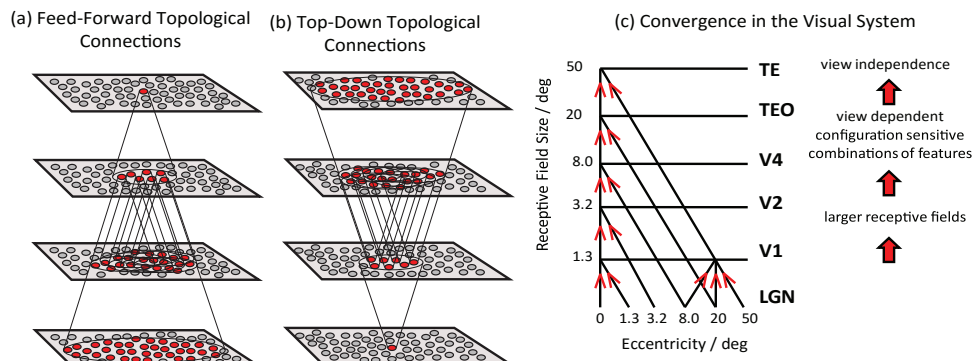 (a) Feed-Forward Topological
Connections
(b) Top-Down Topological
Connections
(c) Convergence in the Visual System
Receptive Field Size / deg
50
20
8.0
3.2
1.3
TE
TEO
V4
V2
V1
LGN
0 1.3 3.2 8.0 20 50
Eccentricity / deg
view independence
view dependent
configuration sensitive
combinations of features
larger receptive fields